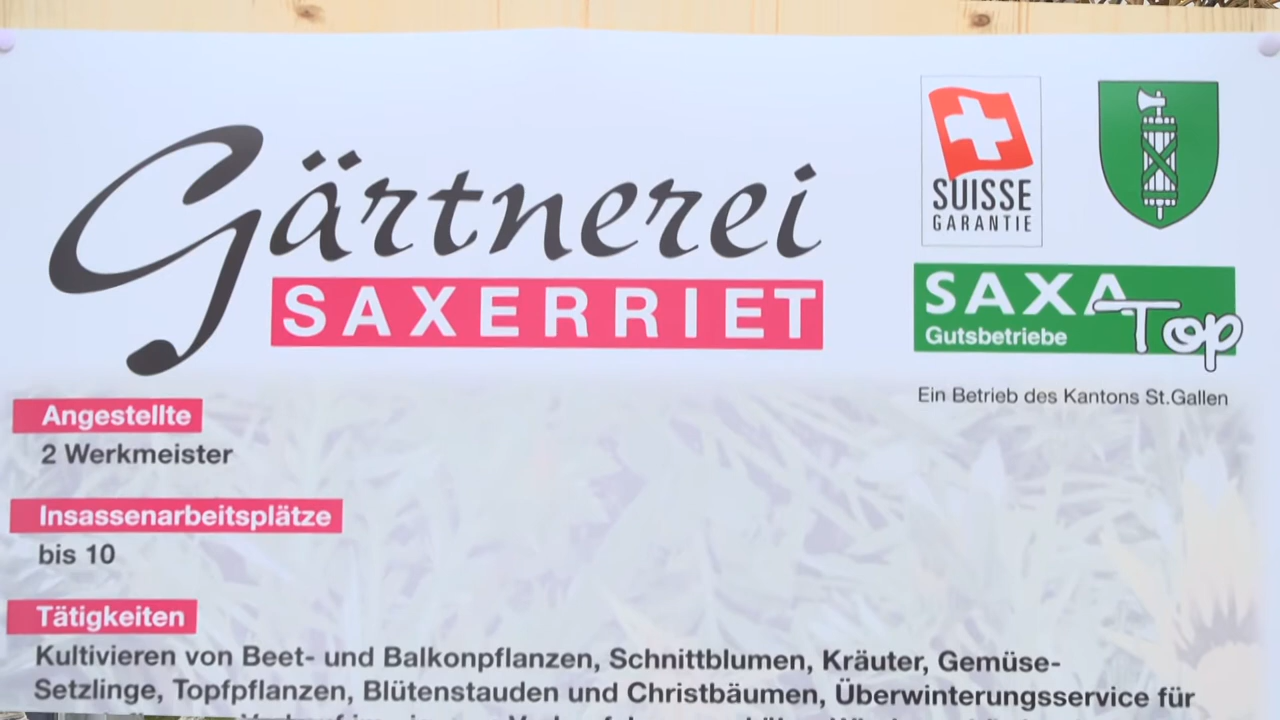 Gärtnerei
SAXERRIET
SUISSE
GARANTIE
SAXA
Top
Gutsbetriebe
Ein Betrieb des Kantons St.Gallen
Angestellte
2 Werkmeister
Insassenarbeitsplätze
bis 10
Tätigkeiten
Kultivieren von Beet- und Balkonpflanzen, Schnittblumen, Kräuter, Gemüse-
Setzlinge, Topfpflanzen, Blütenstauden und Christbäumen, Überwinterungsservice für